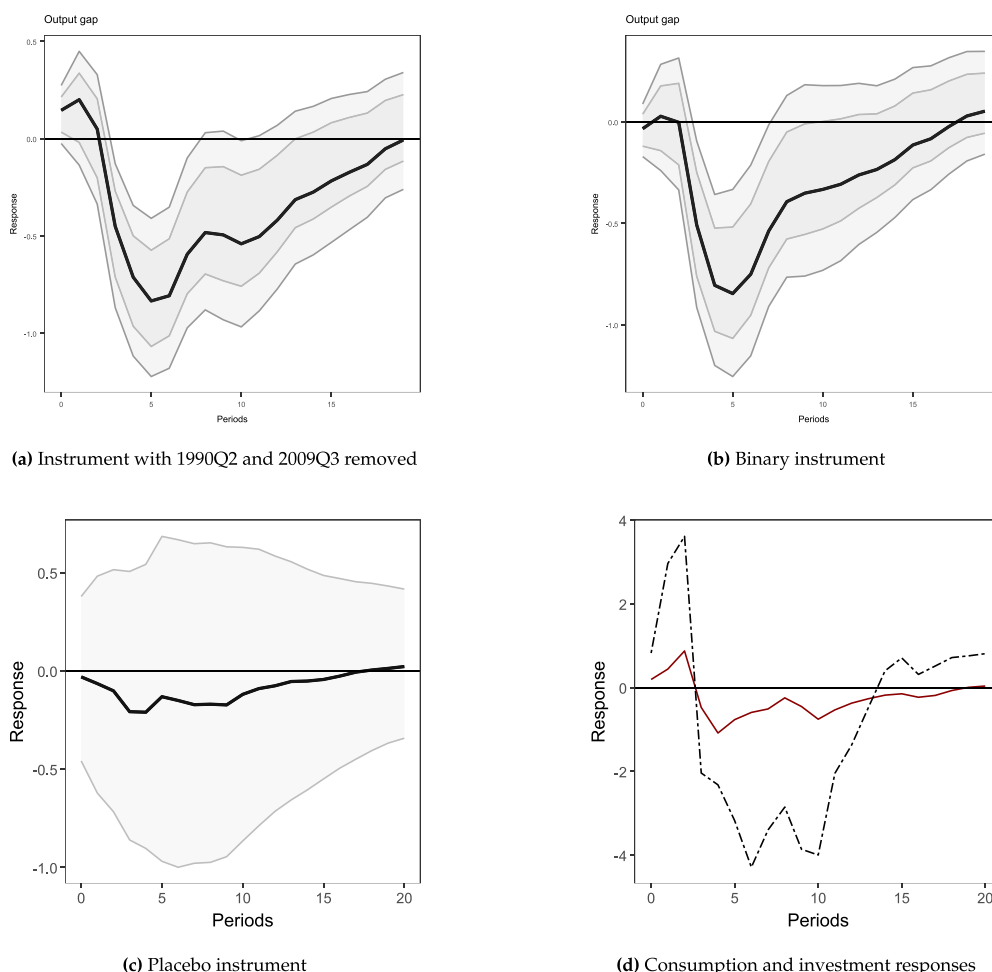 Output gap
0.5
0.0
-0.5
-1.0
Response
0
5
10
15
Periods
(a) Instrument with 1990Q2 and 2009Q3 removed
Output gap
0.0
-0.5
-1.0
Response
0
5
10
15
Periods
(b) Binary instrument
0.5
0.0
-0.5
-1.0
Response
0
5
10
15
20
Periods
(c) Placebo instrument
4
2
0
-2
-4
Response
0
5
10
15
20
Periods
(d) Consumption and investment responses